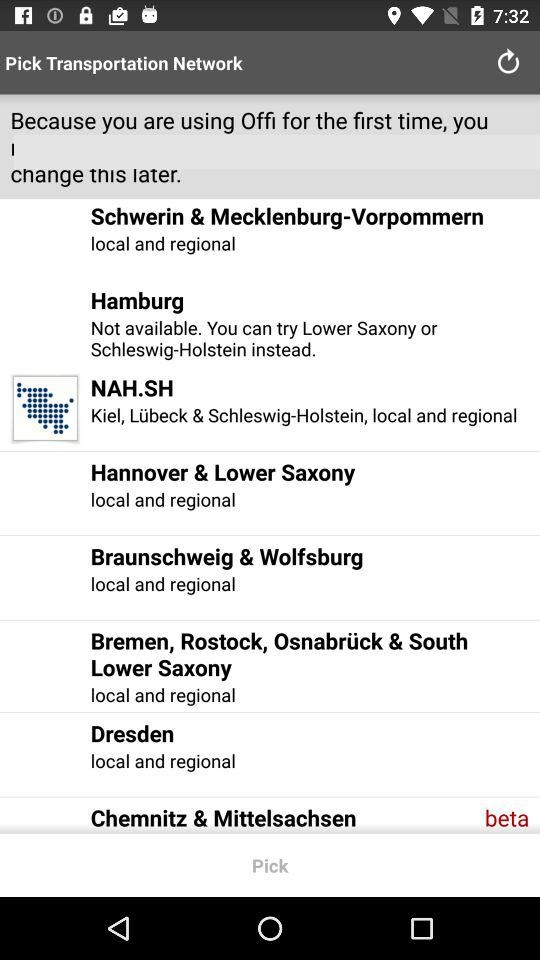 7:32
Pick Transportation Network
Because you are using Offi for the first time, you
change this later.
Schwerin & Mecklenburg-Vorpommern
local and regional
Hamburg
Not available. You can try Lower Saxony or
Schleswig-Holstein instead.
NAH.SH
Kiel, Lübeck & Schleswig-Holstein, local and regional
Hannover & Lower Saxony
local and regional
Braunschweig & Wolfsburg
local and regional
Bremen, Rostock, Osnabrück & South
Lower Saxony
local and regional
Dresden
local and regional
Chemnitz & Mittelsachsen beta
Pick